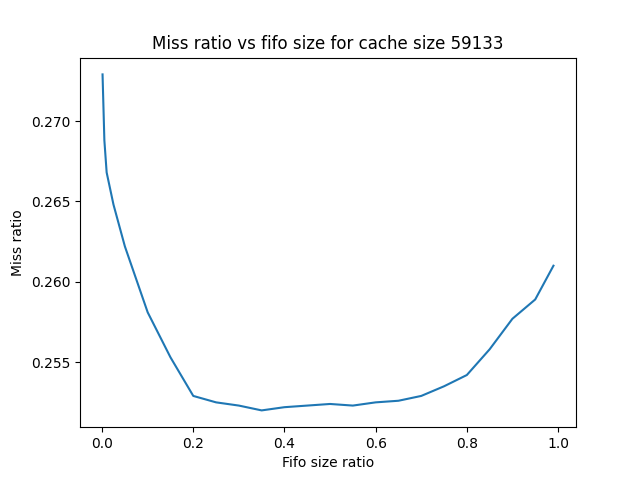 Miss ratio vs fifo size for cache size 59133
0.270
0.265
0.260
0.255
Miss ratio
0.0 0.2 0.4 0.6 0.8 1.0
Fifo size ratio